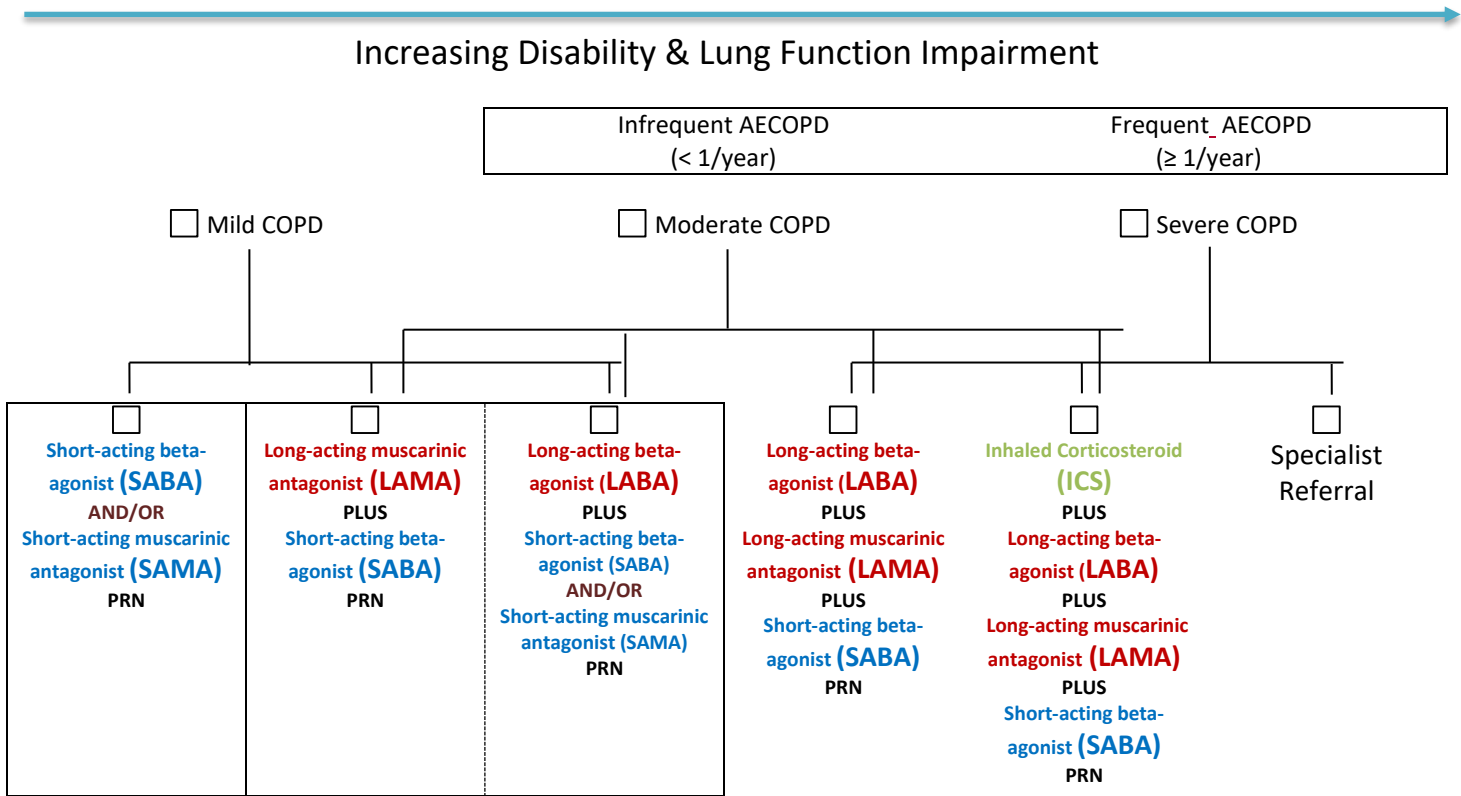 Increasing Disability & Lung Function Impairment
Infrequent AECOPD
(< 1/year)
Frequent_ AECOPD
(≥ 1/year)
Mild COPD
Moderate COPD
Severe COPD
Short-acting beta-
agonist (SABA)
AND/OR
Short-acting muscarinic
antagonist (SAMA)
PRN
Long-acting muscarinic
antagonist (LAMA)
PLUS
Short-acting beta-
agonist (SABA)
PRN
Long-acting beta-
agonist (LABA)
PLUS
Short-acting beta-
agonist (SABA)
AND/OR
Short-acting muscarinic
antagonist (SAMA)
PRN
Long-acting beta-
agonist (LABA)
PLUS
Long-acting muscarinic
antagonist (LAMA)
PLUS
Short-acting beta-
agonist (SABA)
PRN
Inhaled Corticosteroid
(ICS)
PLUS
Long-acting beta-
agonist (LABA)
PLUS
Long-acting muscarinic
antagonist (LAMA)
PLUS
Short-acting beta-
agonist (SABA)
PRN
Specialist
Referral